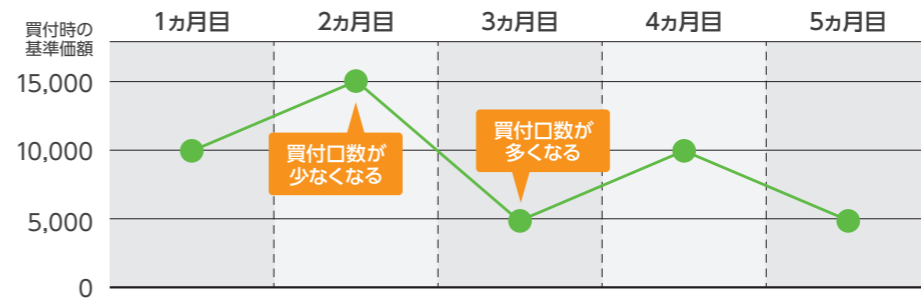 買付時の
基準価額
1ヵ月目
2ヵ月目
3ヵ月目
4ヵ月目
5ヵ月目
15,000
10,000
5,000
0
買付口数が
少なくなる
買付口数が
多くなる